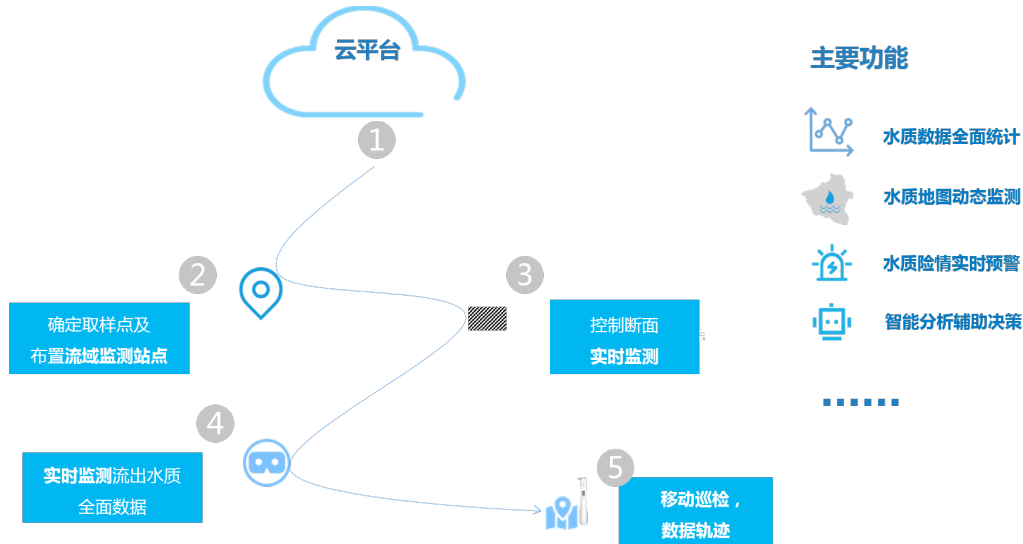 云平台
1
2
确定取样点及
布置流域监测站点
3
控制断面
实时监测
4
实时监测流出水质
全面数据
5
移动巡检，
数据轨迹
主要功能
水质数据全面统计
水质地图动态监测
水质险情实时预警
智能分析辅助决策
······